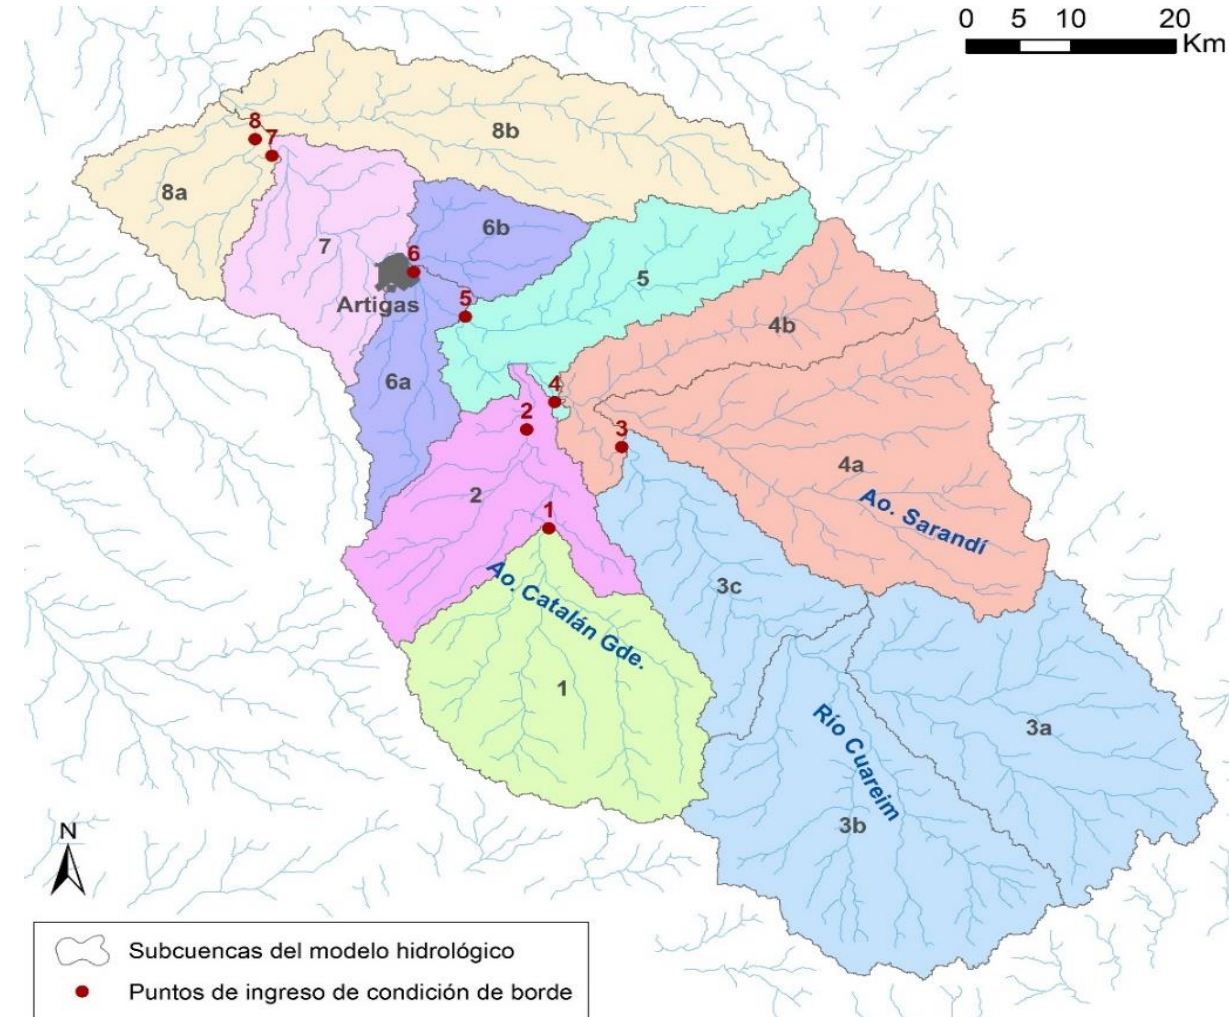 0 5 10 20
Km
8b
8
7
8a
6b
7
6
5
5
Artigas
4b
6a
4
2
3
4a
2
Ao. Sarandí
1
3c
Ao. Catalán Gde.
1
3a
Río Cuareim
3b
N
Subcuencas del modelo hidrológico
Puntos de ingreso de condición de borde